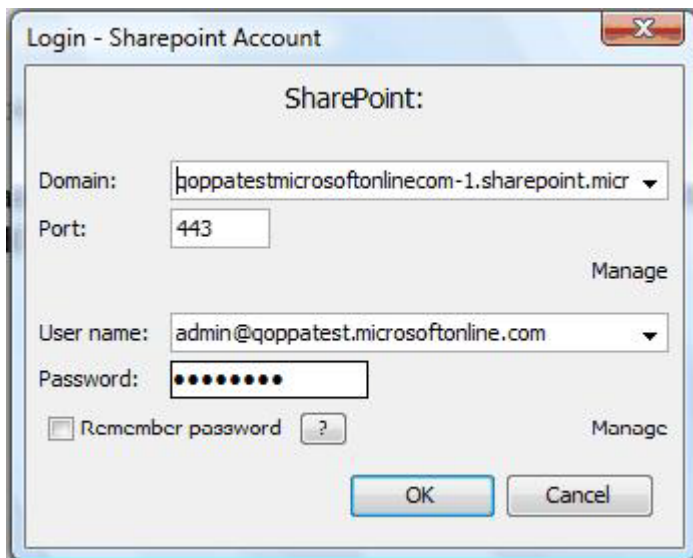 Login - Sharepoint Account
SharePoint:
Domain: qoppatestmicrosoftonlinecom-1.sharepoint.micr
Port: 443
Manage
User name: admin@qoppatest.microsoftonline.com
Password: ●●●●●●●●
Remember password ? Manage
OK Cancel